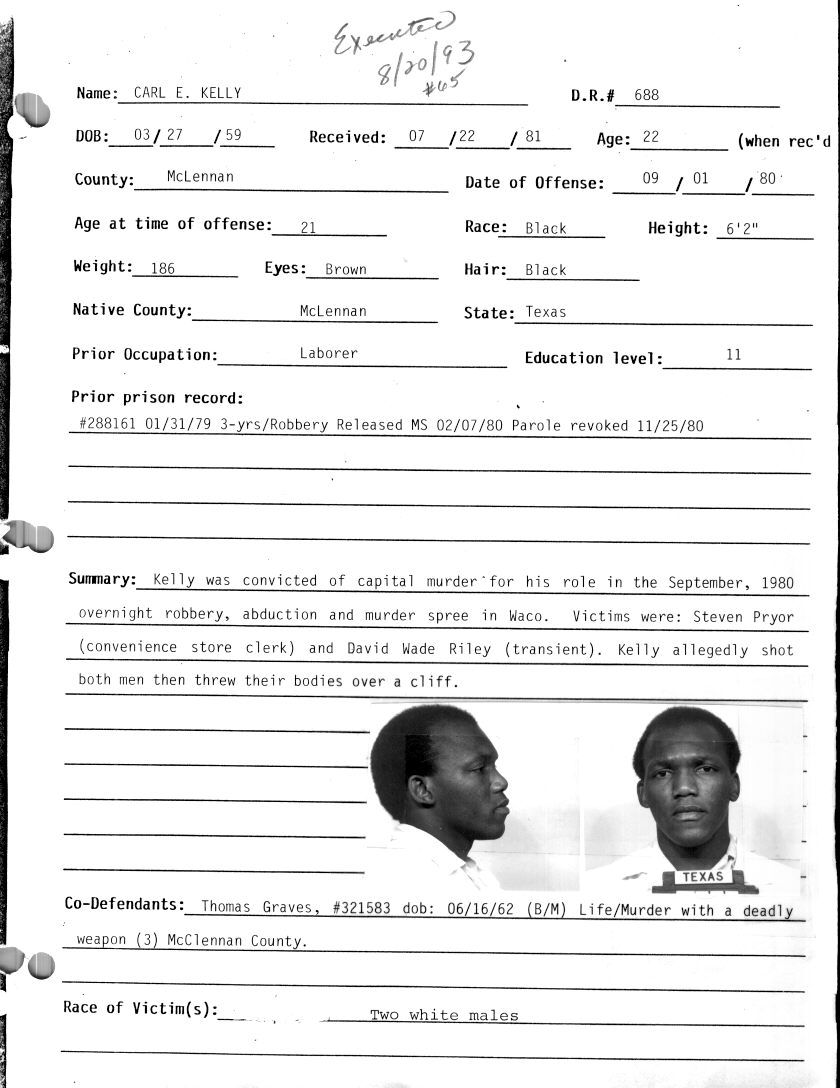 Executed
8/20/93
#65
Name: CARL E. KELLY D.R.# 688
DOB: 03/27/59 Received: 07/22/81 Age: 22 (when rec'd
County: McLennan Date of Offense: 09/01/80
Age at time of offense: 21 Race: Black Height: 6'2"
Weight: 186 Eyes: Brown Hair: Black
Native County: McLennan State: Texas
Prior Occupation: Laborer Education level: 11
Prior prison record:
#288161 01/31/79 3-yrs/Robbery Released MS 02/07/80 Parole revoked 11/25/80
Summary: Kelly was convicted of capital murder for his role in the September, 1980
overnight robbery, abduction and murder spree in Waco. Victims were: Steven Pryor
(convenience store clerk) and David Wade Riley (transient). Kelly allegedly shot
both men then threw their bodies over a cliff.
TEXAS
Co-Defendants: Thomas Graves, #321583 dob: 06/16/62 (B/M) Life/Murder with a deadly
weapon (3) McClennan County.
Race of Victim(s): Two white males